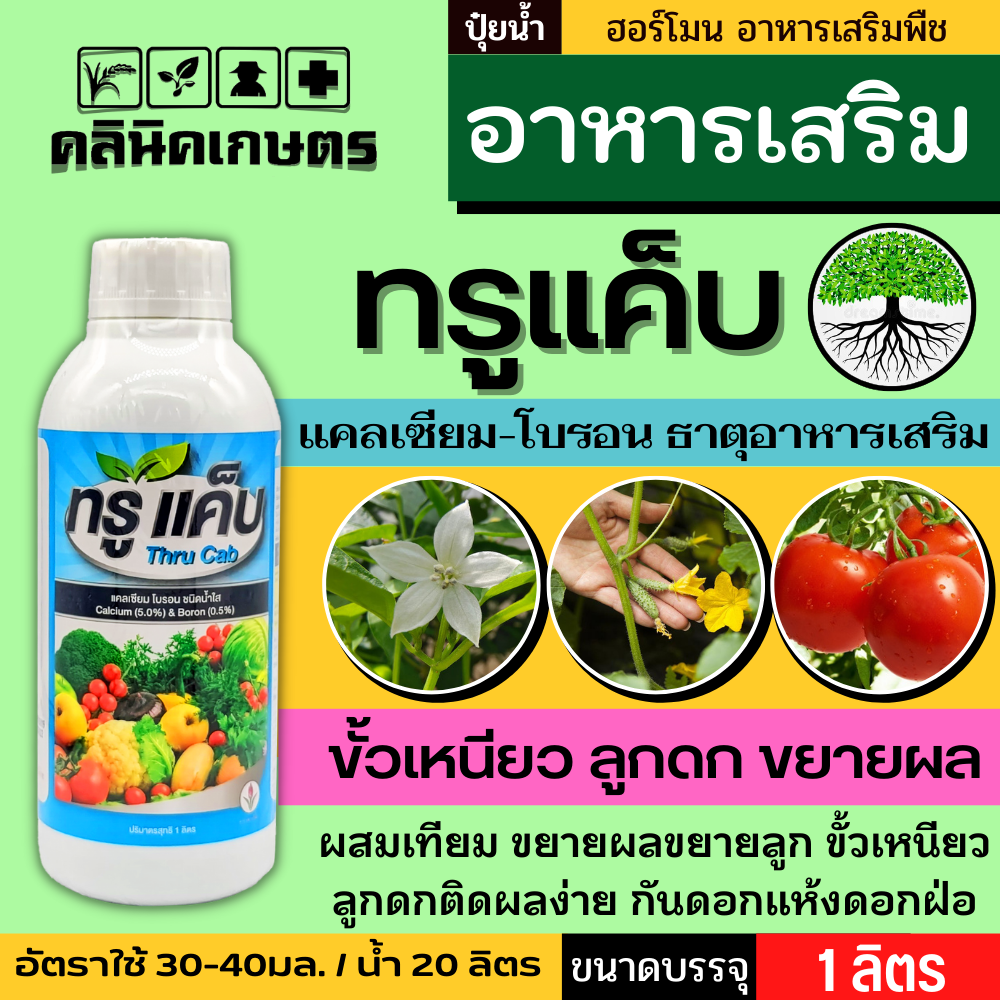 คลินิคเกษตร
ปุ๋ยน้ำ
ฮอร์โมน อาหารเสริมพืช
อาหารเสริม
ทรูแค็บ
แคลเซียม-โบรอน ธาตุอาหารเสริม
ทรู แค็บ
Thru Cab
แคลเซียม โบรอน ชนิดน้ำใส
Calcium (5.0%) & Boron (0.5%)
ปริมาตรสุทธิ 1 ลิตร
ขั้วเหนียว ลูกดก ขยายผล
ผสมเทียม ขยายผลขยายลูก ขั้วเหนียว
ลูกดกติดผลง่าย กันดอกแห้งดอกฝ่อ
อัตราใช้ 30-40มล. / น้ำ 20 ลิตร
ขนาดบรรจุ
1 ลิตร